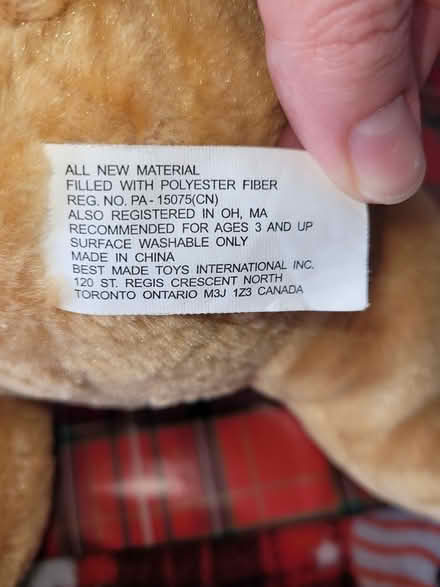 ALL NEW MATERIAL
FILLED WITH POLYESTER FIBER
REG. NO. PA-15075(CN)
ALSO REGISTERED IN OH, MA
RECOMMENDED FOR AGES 3 AND UP
SURFACE WASHABLE ONLY
MADE IN CHINA
BEST MADE TOYS INTERNATIONAL INC.
120 ST. REGIS CRESCENT NORTH
TORONTO ONTARIO M3J 1Z3 CANADA